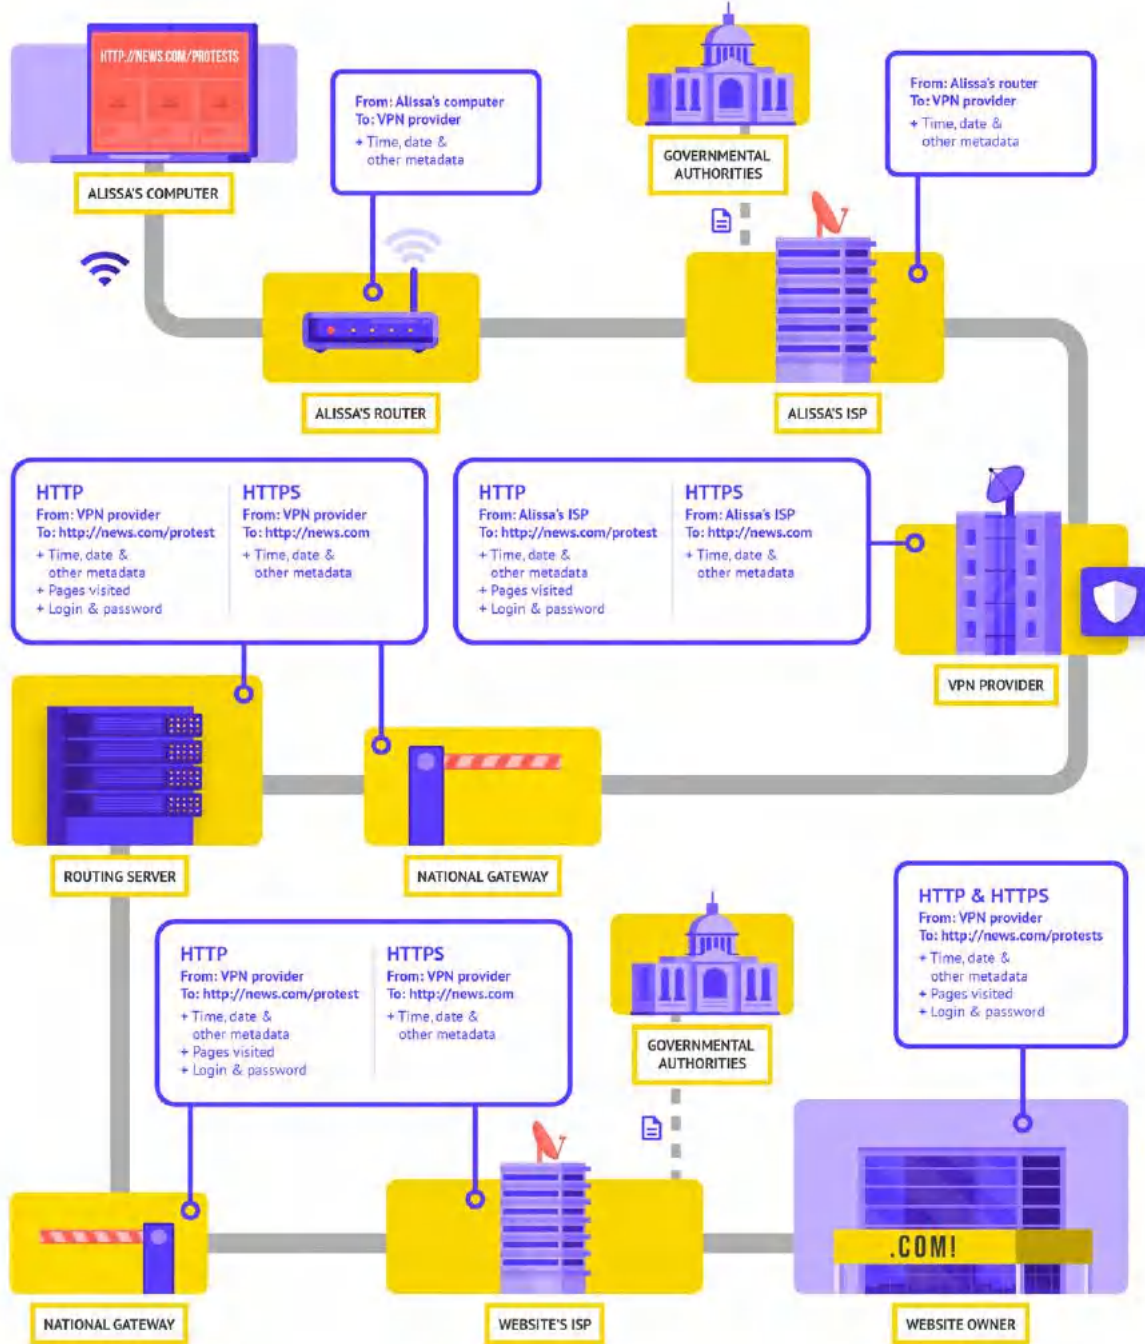 HTTP://NEWS.COM/PROTESTS
ALISSA'S COMPUTER
From: Alissa's computer
To: VPN provider
+ Time, date &
other metadata
GOVERNMENTAL
AUTHORITIES
From: Alissa's router
To: VPN provider
+ Time, date &
other metadata
ALISSA'S ROUTER
ALISSA'S ISP
HTTP
From: VPN provider
To: http://news.com/protest
+ Time, date &
other metadata
+ Pages visited
+ Login & password
HTTPS
From: VPN provider
To: http://news.com
+ Time, date &
other metadata
HTTP
From: Alissa's ISP
To: http://news.com/protest
+ Time, date &
other metadata
+ Pages visited
+ Login & password
HTTPS
From: Alissa's ISP
To: http://news.com
+ Time, date &
other metadata
VPN PROVIDER
ROUTING SERVER
NATIONAL GATEWAY
HTTP
From: VPN provider
To: http://news.com/protest
+ Time, date &
other metadata
+ Pages visited
+ Login & password
HTTPS
From: VPN provider
To: http://news.com
+ Time, date &
other metadata
GOVERNMENTAL
AUTHORITIES
HTTP & HTTPS
From: VPN provider
To: http://news.com/protests
+ Time, date &
other metadata
+ Pages visited
+ Login & password
.COM!
NATIONAL GATEWAY
WEBSITE'S ISP
WEBSITE OWNER